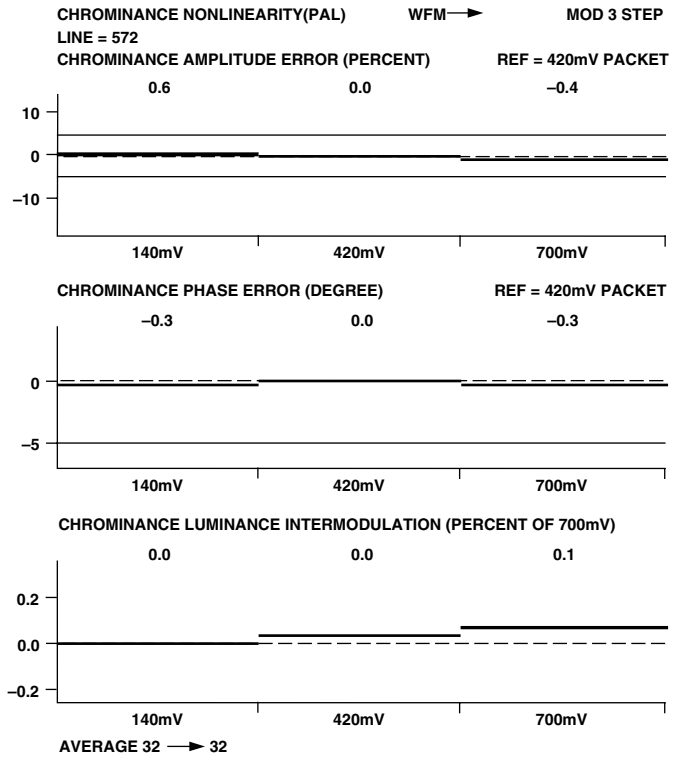 CHROMINANCE NONLINEARITY(PAL) WFM → MOD 3 STEP
LINE = 572
CHROMINANCE AMPLITUDE ERROR (PERCENT) REF = 420mV PACKET
0.6 0.0 –0.4
10
0
–10
140mV 420mV 700mV
CHROMINANCE PHASE ERROR (DEGREE) REF = 420mV PACKET
–0.3 0.0 –0.3
0
–5
140mV 420mV 700mV
CHROMINANCE LUMINANCE INTERMODULATION (PERCENT OF 700mV)
0.0 0.0 0.1
0.2
0.0
–0.2
140mV 420mV 700mV
AVERAGE 32 → 32